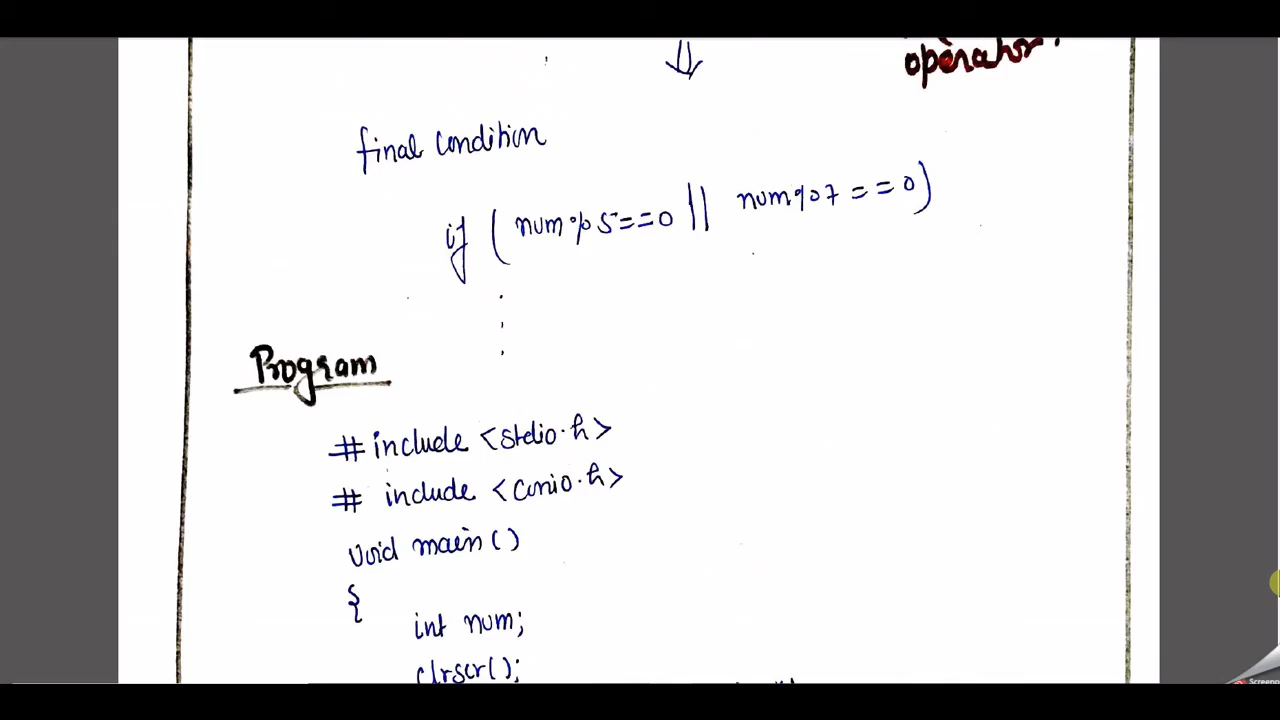 operator.
final condition
if (num%5==0 || num%7==0)
Program
#include <stdio.h>
# include <conio.h>
void main()
{
int num;
clrscr();